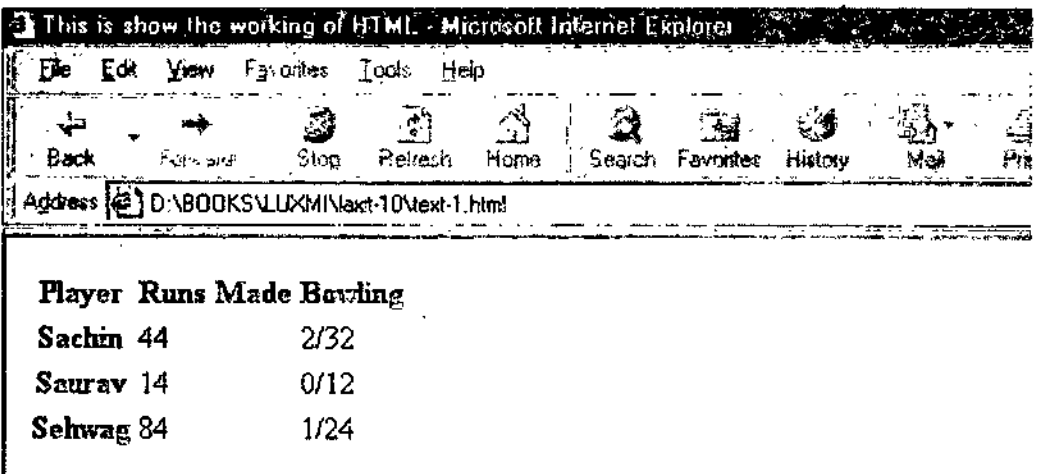 This is show the working of HTML - Microsoft Internet Explorer
File Edit View Favorites Tools Help
Back Forward Stop Refresh Home Search Favorites History Mail
Address D:\BOOKS\LUXMI\laxt-10\text-1.html
Player Runs Made Bowling
Sachin 44 2/32
Saurav 14 0/12
Sehwag 84 1/24